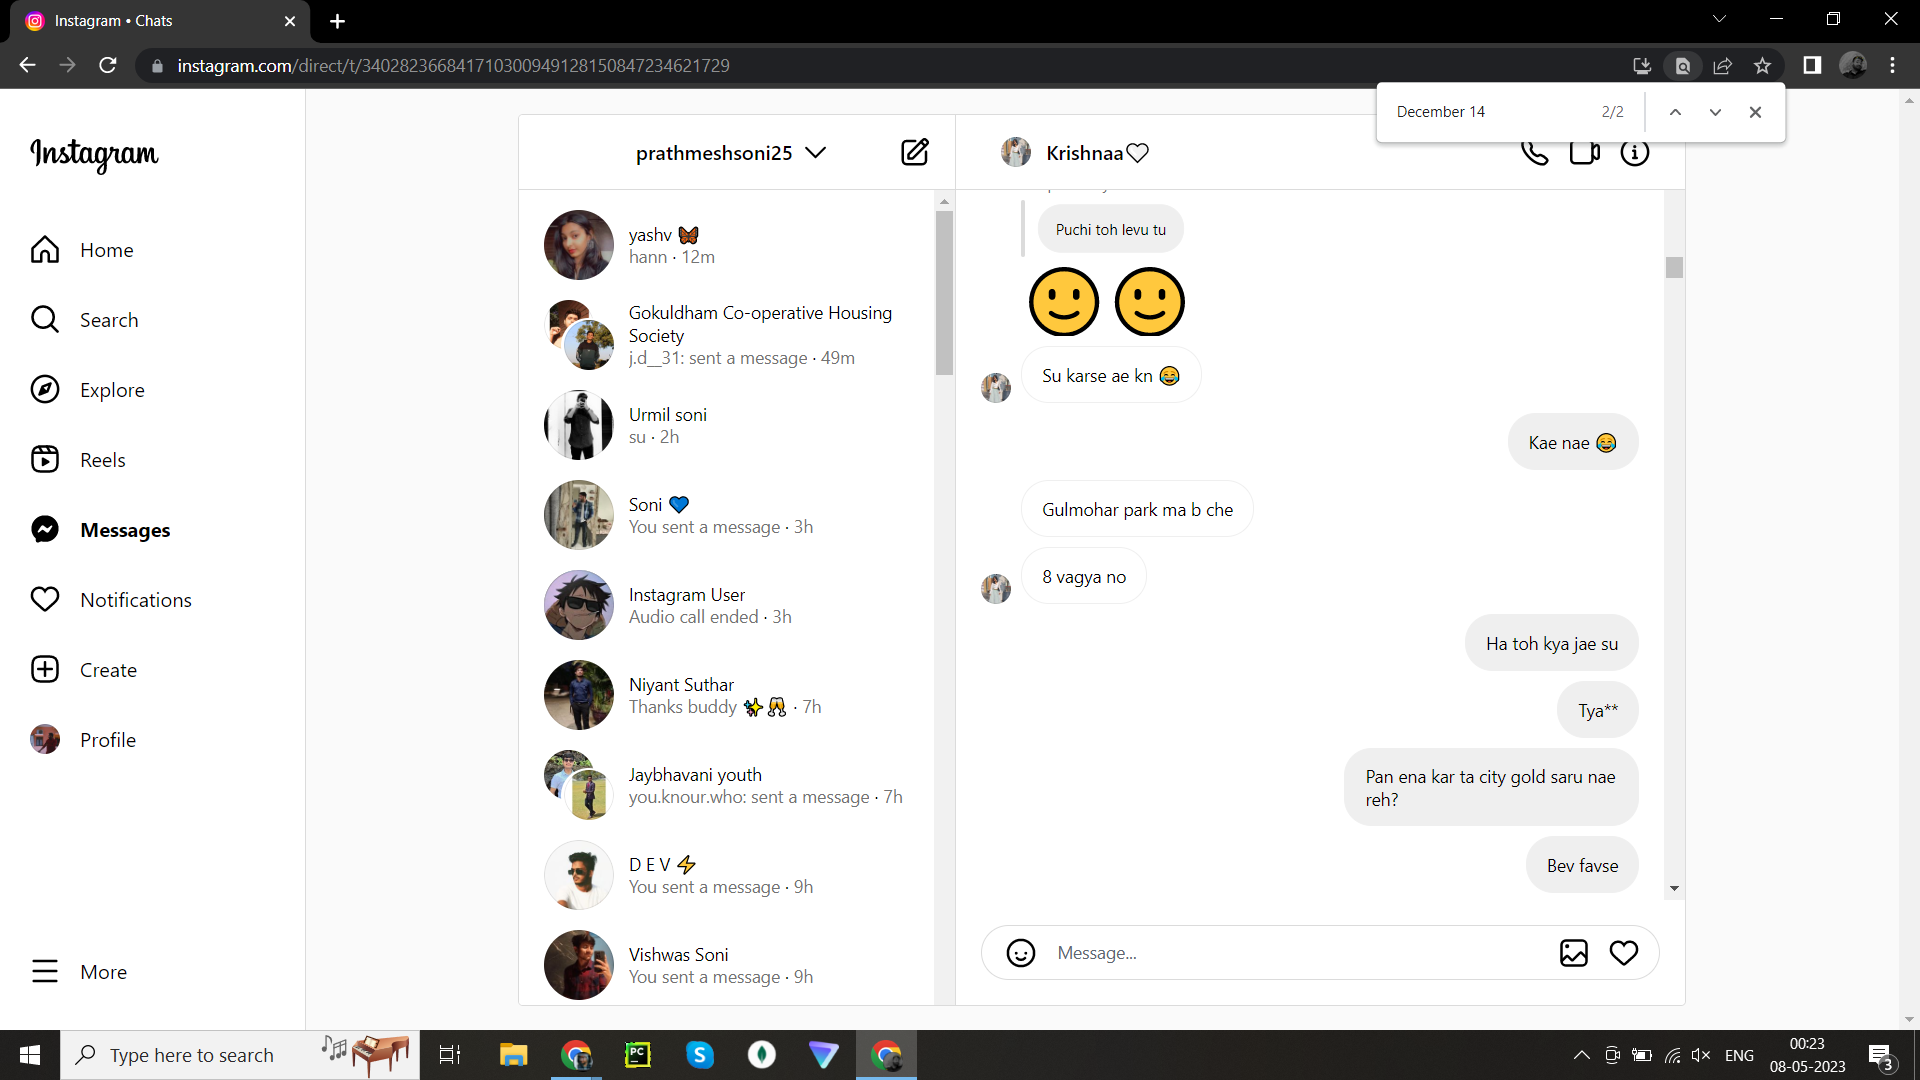 Instagram • Chats
instagram.com/direct/t/340282366841710300949128150847234621729
December 14
2/2
Instagram
Home
Search
Explore
Reels
Messages
Notifications
Create
Profile
More
prathmeshsoni25
yashv 🦋
hann · 12m
Gokuldham Co-operative Housing
Society
j.d__31: sent a message · 49m
Urmil soni
su · 2h
Soni 💙
You sent a message · 3h
Instagram User
Audio call ended · 3h
Niyant Suthar
Thanks buddy ✨🥂 · 7h
Jaybhavani youth
you.knour.who: sent a message · 7h
D E V ⚡
You sent a message · 9h
Vishwas Soni
You sent a message · 9h
Krishnaa♡
Puchi toh levu tu
🙂 🙂
Su karse ae kn 😂
Kae nae 😂
Gulmohar park ma b che
8 vagya no
Ha toh kya jae su
Tya**
Pan ena kar ta city gold saru nae
reh?
Bev favse
Message...
Type here to search
PC
ENG
00:23
08-05-2023
3